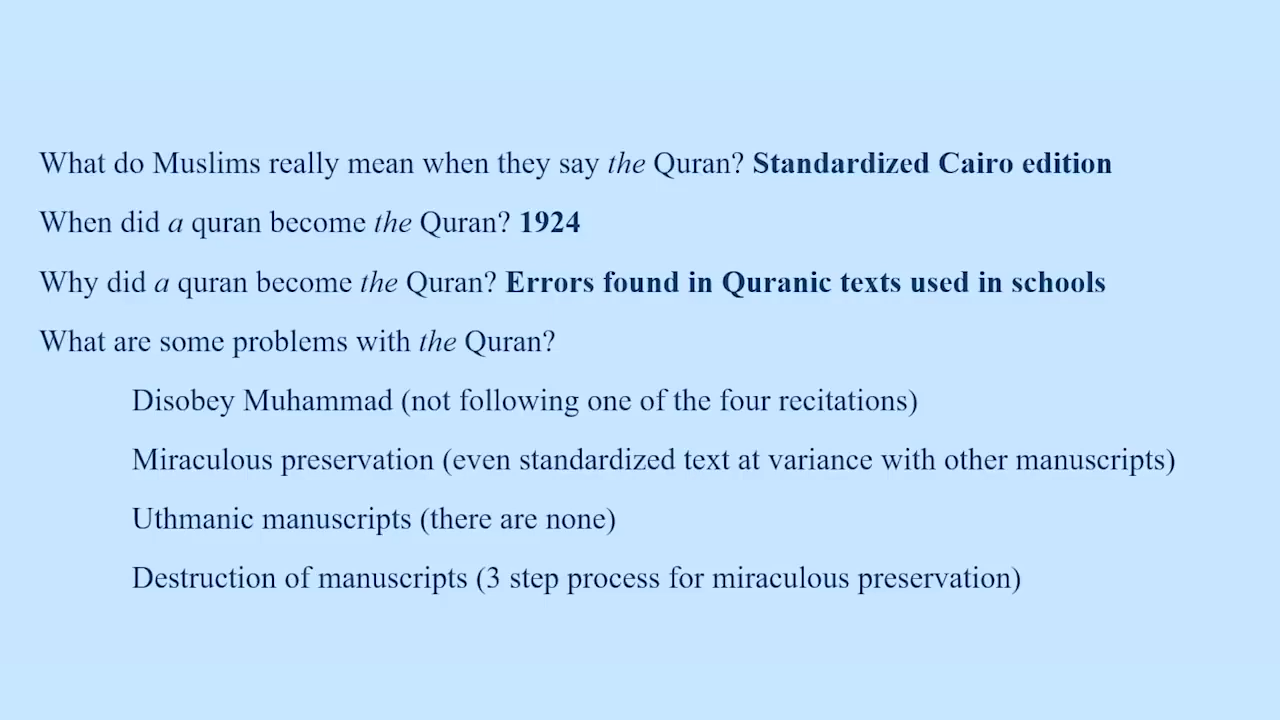 What do Muslims really mean when they say the Quran? Standardized Cairo edition
When did a quran become the Quran? 1924
Why did a quran become the Quran? Errors found in Quranic texts used in schools
What are some problems with the Quran?
Disobey Muhammad (not following one of the four recitations)
Miraculous preservation (even standardized text at variance with other manuscripts)
Uthmanic manuscripts (there are none)
Destruction of manuscripts (3 step process for miraculous preservation)